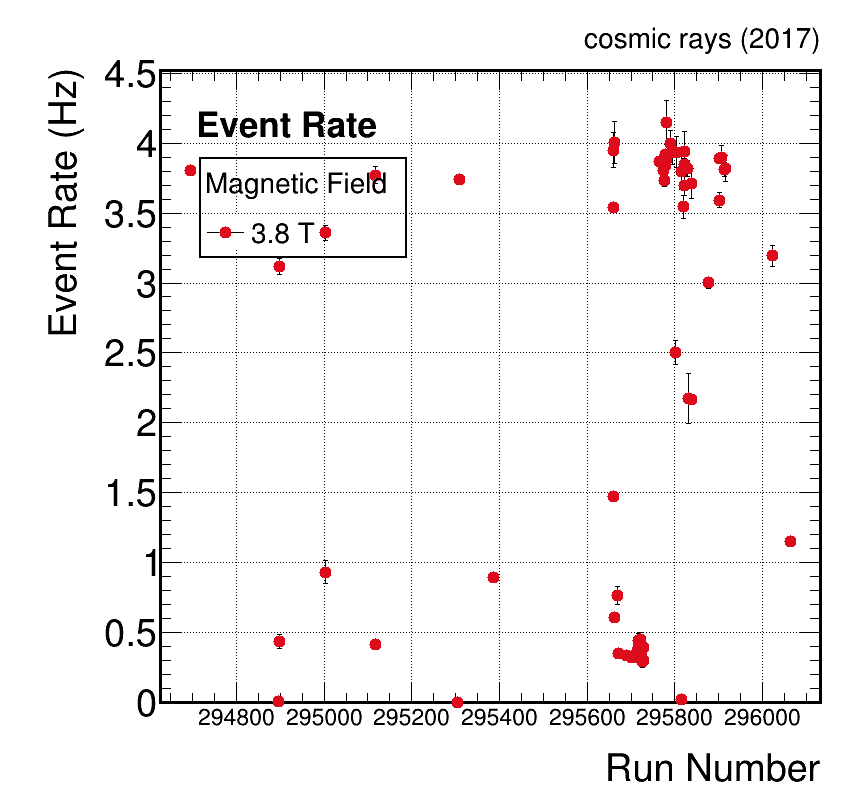 cosmic rays (2017)
Event Rate (Hz)
4.5
4
3.5
3
2.5
2
1.5
1
0.5
0
Event Rate
Magnetic Field
3.8 T
294800 295000 295200 295400 295600 295800 296000
Run Number